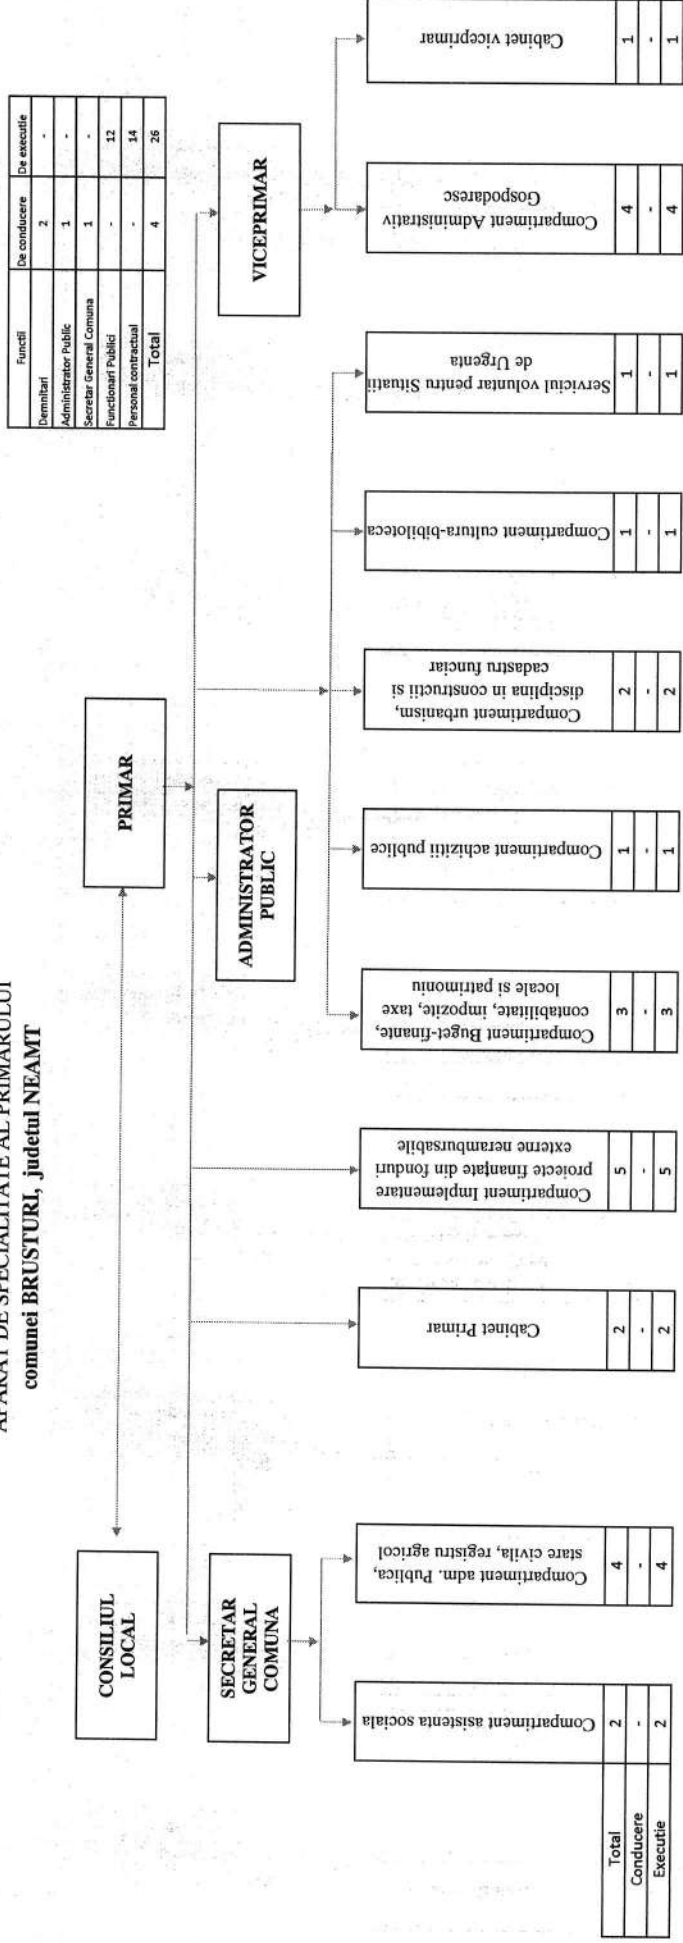 APARAT DE SPECIALITATE AL PRIMARULUI
comunei BRUSTURI, judetul NEAMT
Functii De conducere De executie
Demnitari 2 -
Administrator Public 1 -
Secretar General Comuna 1 -
Functionari Publici - 12
Personal contractual - 14
Total 4 26
CONSILIUL
LOCAL
PRIMAR
SECRETAR
GENERAL
COMUNA
ADMINISTRATOR
PUBLIC
VICEPRIMAR
Compartiment asistenta sociala
Compartiment adm. Publica,
stare civila, registru agricol
Cabinet Primar
Compartiment Implementare
proiecte finanțate din fonduri
externe nerambursabile
Compartiment Buget-finante,
contabilitate, impozite, taxe
locale si patrimoniu
Compartiment achizitii publice
Compartiment urbanism,
disciplina in constructii si
cadastru funciar
Compartiment cultura-biblioteca
Serviciul voluntar pentru Situatii
de Urgenta
Compartiment Administrativ
Gospodaresc
Cabinet viceprimar
Total 2 4 2 5 3 1 2 1 1 4 1
Conducere - - - - - - - - - - -
Executie 2 4 2 5 3 1 2 1 1 4 1